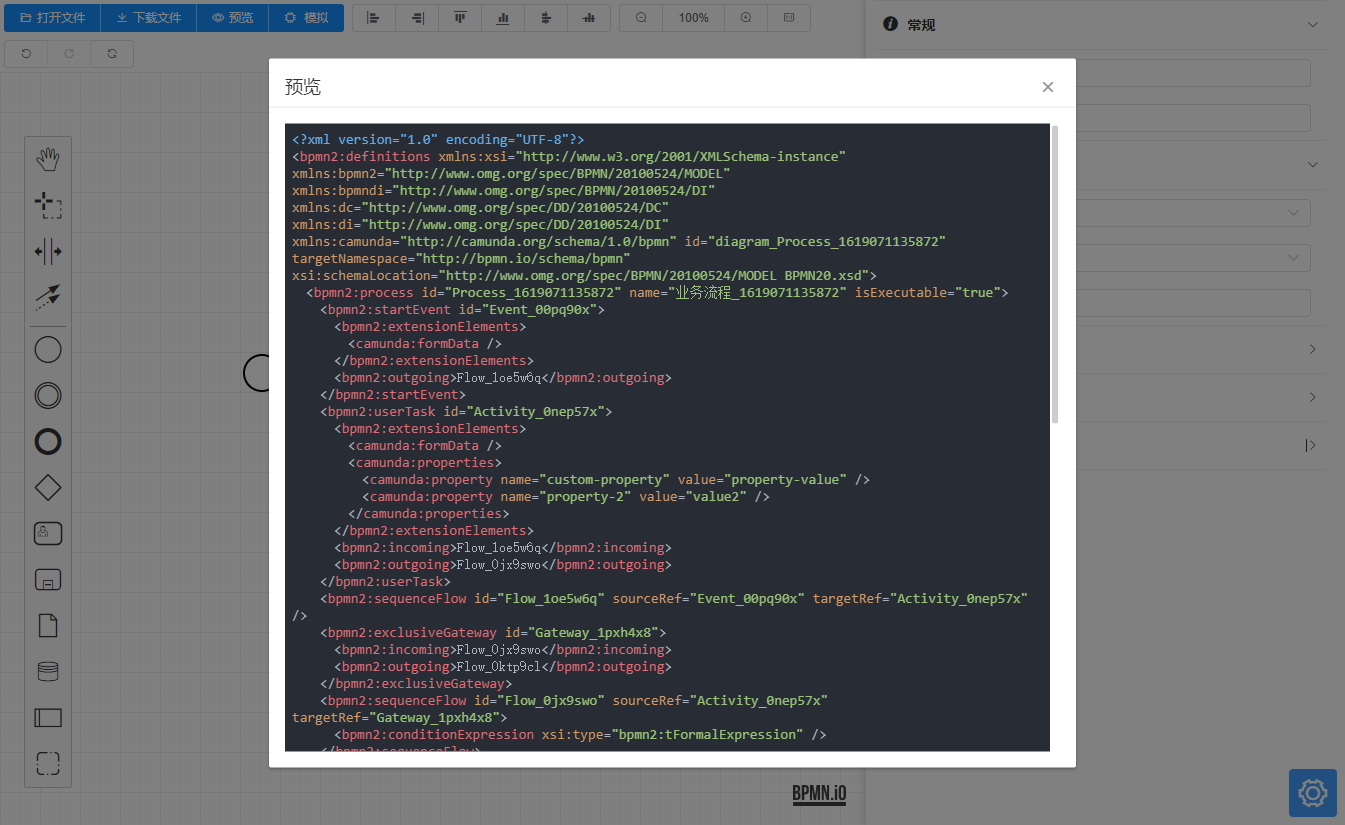 打开文件 下载文件 预览 模拟 100%
常规
预览
<?xml version="1.0" encoding="UTF-8"?>
<bpmn2:definitions xmlns:xsi="http://www.w3.org/2001/XMLSchema-instance"
xmlns:bpmn2="http://www.omg.org/spec/BPMN/20100524/MODEL"
xmlns:bpmndi="http://www.omg.org/spec/BPMN/20100524/DI"
xmlns:dc="http://www.omg.org/spec/DD/20100524/DC"
xmlns:di="http://www.omg.org/spec/DD/20100524/DI"
xmlns:camunda="http://camunda.org/schema/1.0/bpmn" id="diagram_Process_1619071135872"
targetNamespace="http://bpmn.io/schema/bpmn"
xsi:schemaLocation="http://www.omg.org/spec/BPMN/20100524/MODEL BPMN20.xsd">
<bpmn2:process id="Process_1619071135872" name="业务流程_1619071135872" isExecutable="true">
<bpmn2:startEvent id="Event_00pq90x">
<bpmn2:extensionElements>
<camunda:formData />
</bpmn2:extensionElements>
<bpmn2:outgoing>Flow_1oe5w6q</bpmn2:outgoing>
</bpmn2:startEvent>
<bpmn2:userTask id="Activity_0nep57x">
<bpmn2:extensionElements>
<camunda:formData />
<camunda:properties>
<camunda:property name="custom-property" value="property-value" />
<camunda:property name="property-2" value="value2" />
</camunda:properties>
</bpmn2:extensionElements>
<bpmn2:incoming>Flow_1oe5w6q</bpmn2:incoming>
<bpmn2:outgoing>Flow_0jx9swo</bpmn2:outgoing>
</bpmn2:userTask>
<bpmn2:sequenceFlow id="Flow_1oe5w6q" sourceRef="Event_00pq90x" targetRef="Activity_0nep57x"
/>
<bpmn2:exclusiveGateway id="Gateway_1pxh4x8">
<bpmn2:incoming>Flow_0jx9swo</bpmn2:incoming>
<bpmn2:outgoing>Flow_0ktp9cl</bpmn2:outgoing>
</bpmn2:exclusiveGateway>
<bpmn2:sequenceFlow id="Flow_0jx9swo" sourceRef="Activity_0nep57x"
targetRef="Gateway_1pxh4x8">
<bpmn2:conditionExpression xsi:type="bpmn2:tFormalExpression" />
</bpmn2:sequenceFlow>
BPMN.iO